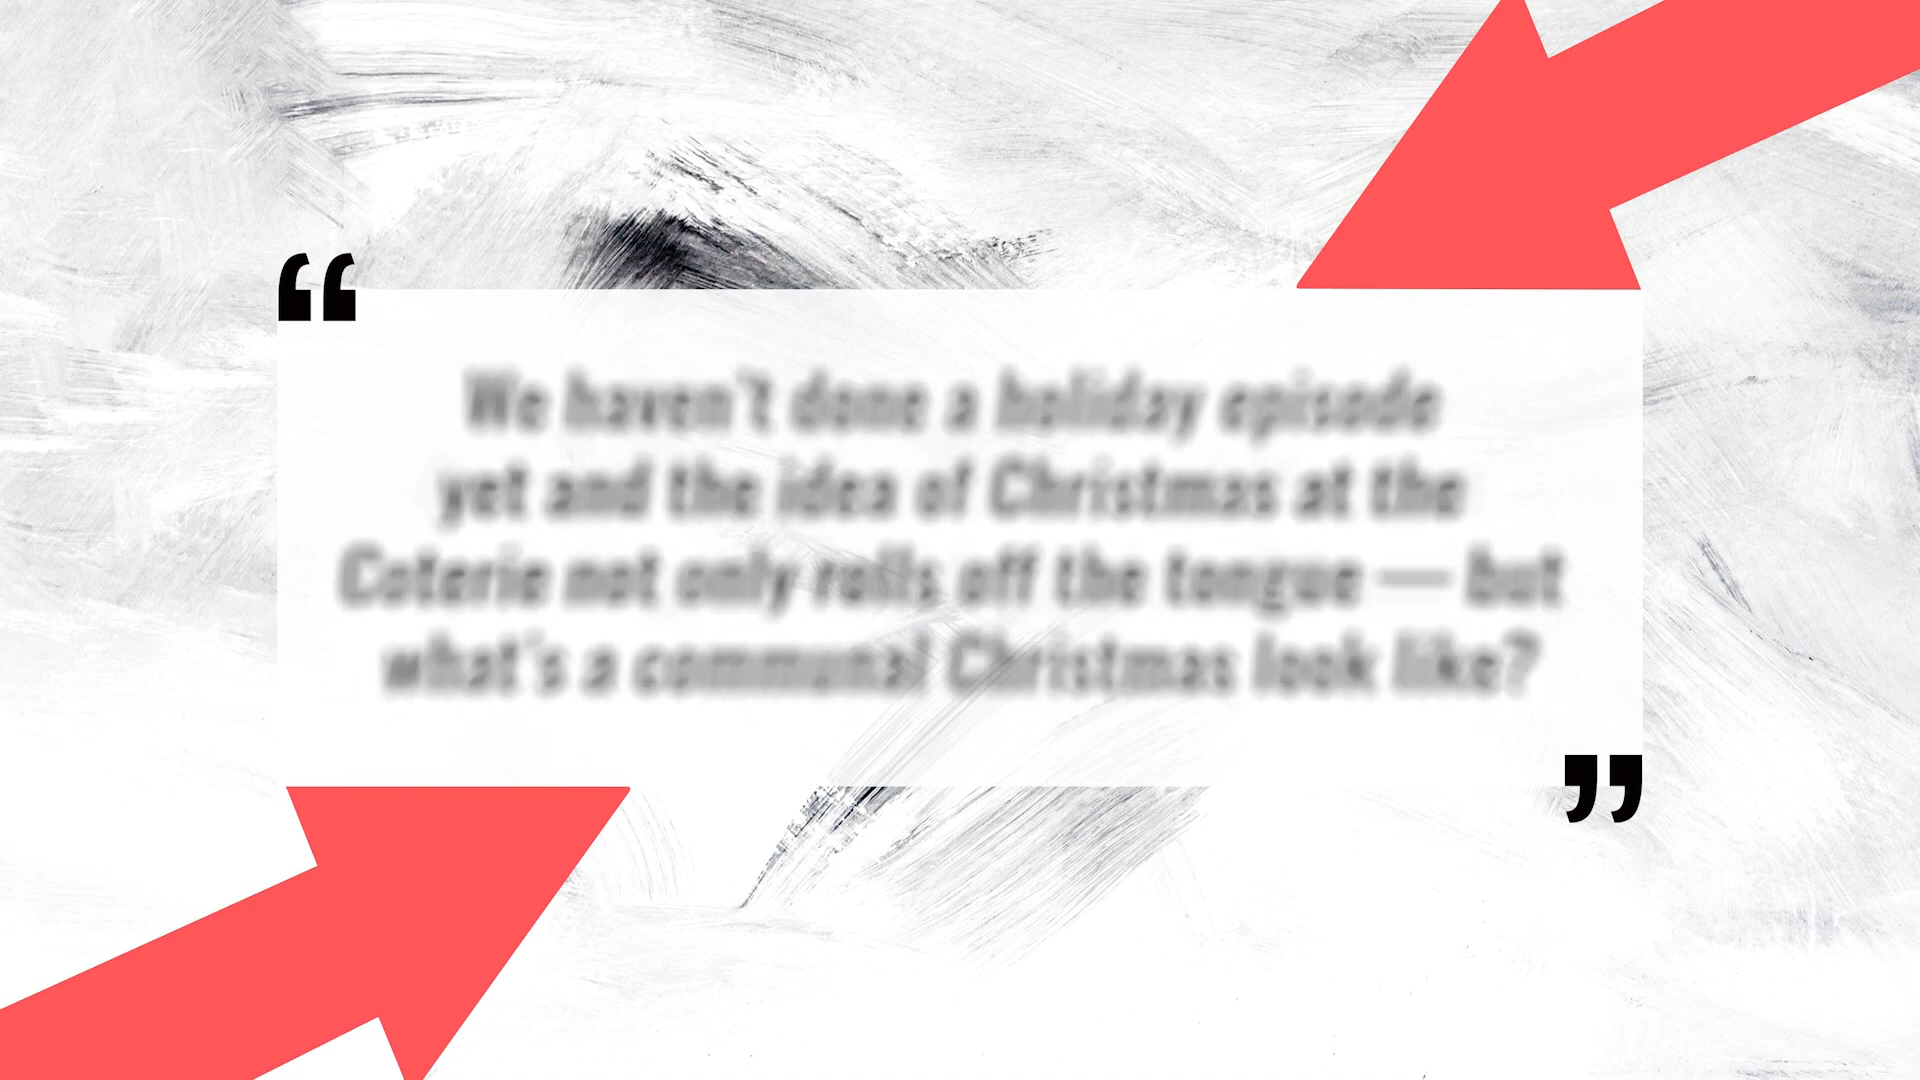 “
We haven't done a holiday episode
yet and the idea of Christmas at the
Coterie not only rolls off the tongue — but
what's a communal Christmas look like?
”